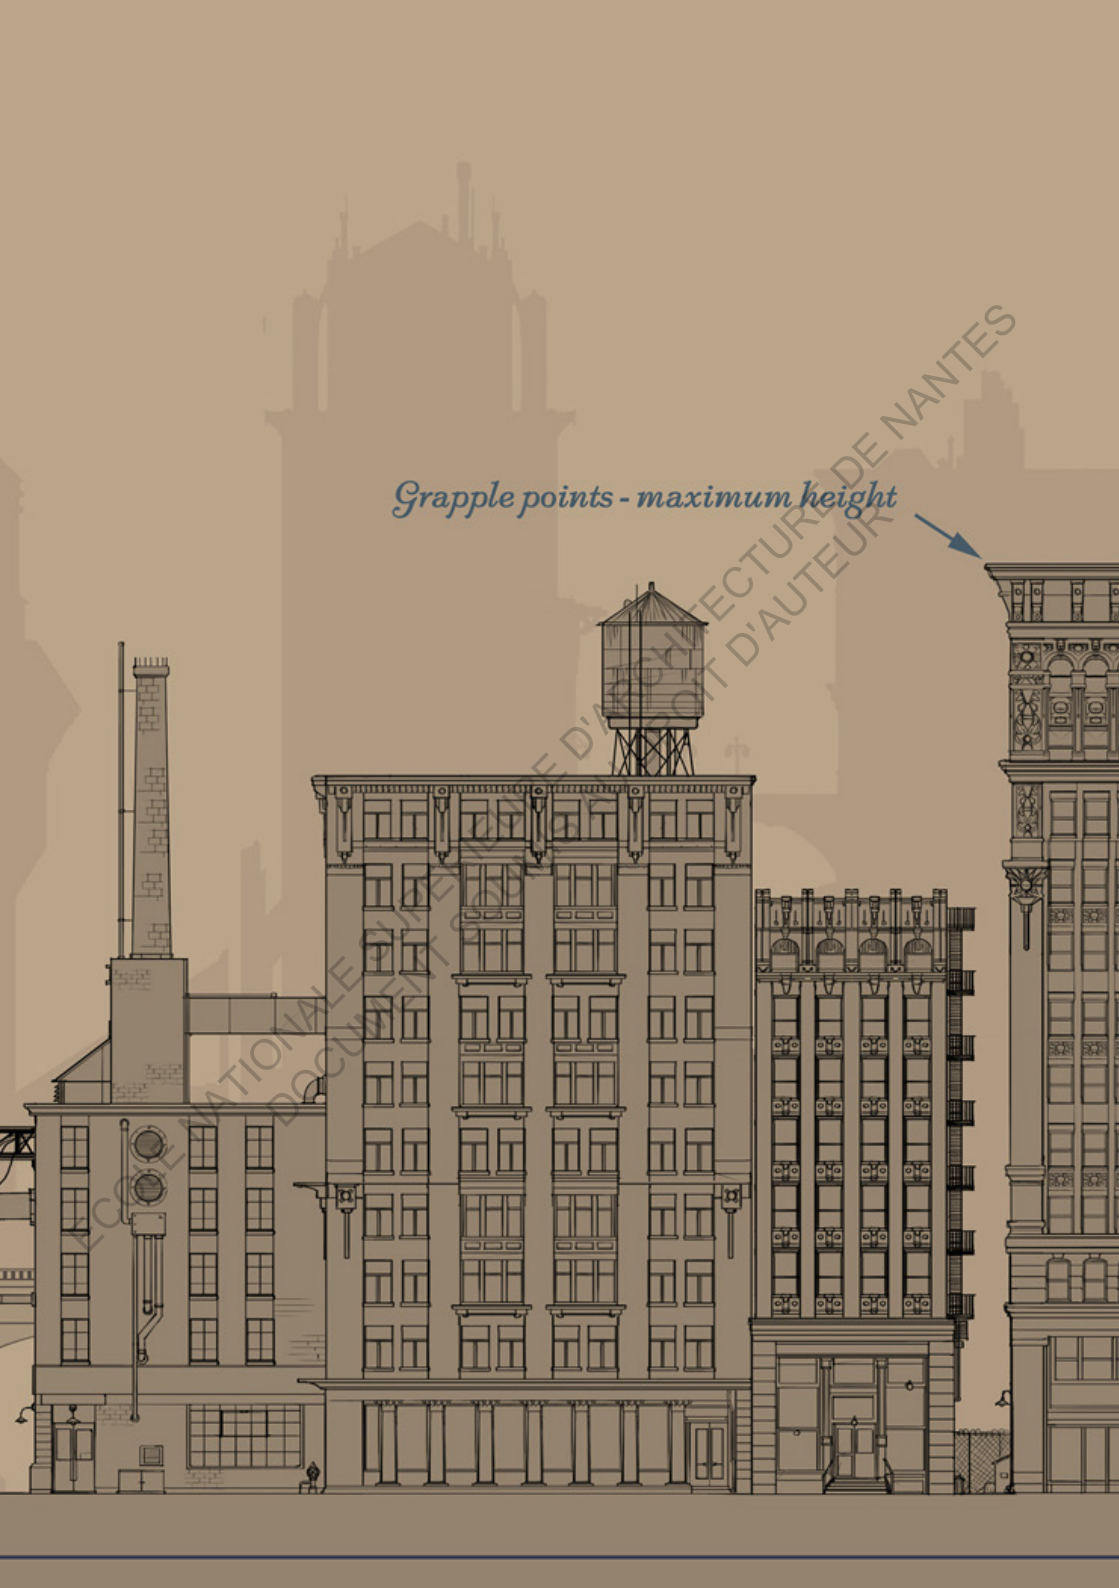 Grapple points - maximum height
ECOLE NATIONALE SUPERIEURE D'ARCHITECTURE DE NANTES
DOCUMENT SOUMIS AU DROIT D'AUTEUR